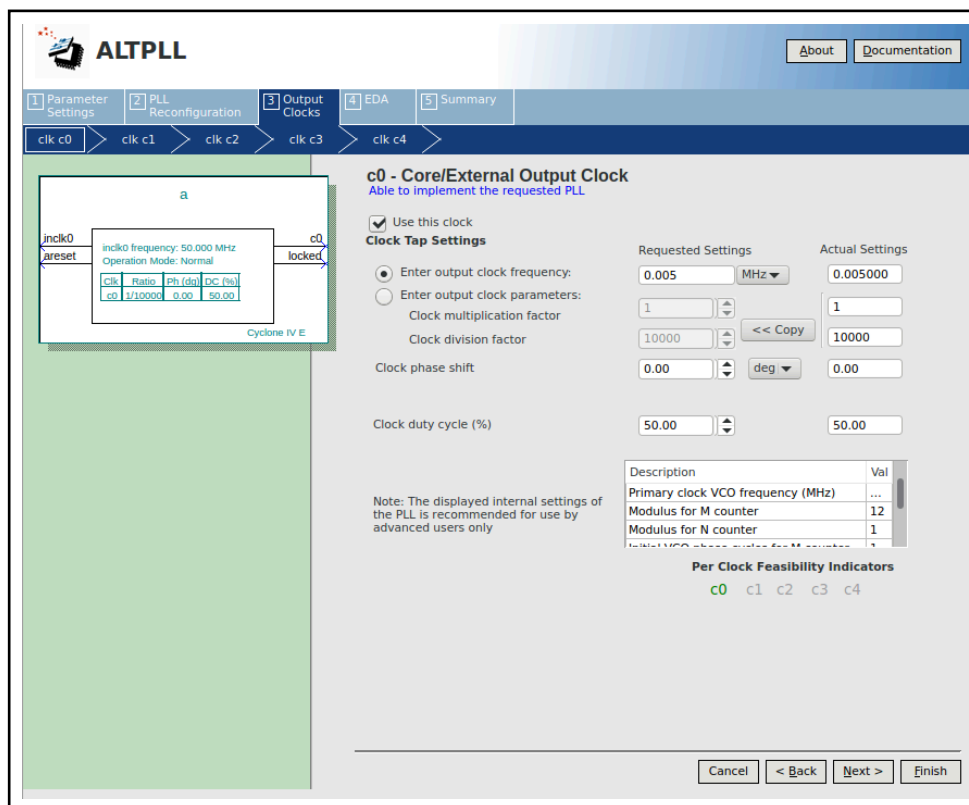 ALTPLL
About
Documentation
1 Parameter Settings
2 PLL Reconfiguration
3 Output Clocks
4 EDA
5 Summary
clk c0
clk c1
clk c2
clk c3
clk c4
a
inclk0
areset
c0
locked
inclk0 frequency: 50.000 MHz
Operation Mode: Normal
Clk Ratio Ph (dg) DC (%)
c0 1/10000 0.00 50.00
Cyclone IV E
c0 - Core/External Output Clock
Able to implement the requested PLL
Use this clock
Clock Tap Settings
Requested Settings
Actual Settings
Enter output clock frequency:
0.005
MHz
0.005000
Enter output clock parameters:
Clock multiplication factor
1
1
<< Copy
Clock division factor
10000
10000
Clock phase shift
0.00
deg
0.00
Clock duty cycle (%)
50.00
50.00
Note: The displayed internal settings of
the PLL is recommended for use by
advanced users only
Description Val
Primary clock VCO frequency (MHz) ...
Modulus for M counter 12
Modulus for N counter 1
Initial VCO phase cycles for M counter 1
Per Clock Feasibility Indicators
c0 c1 c2 c3 c4
Cancel
< Back
Next >
Finish